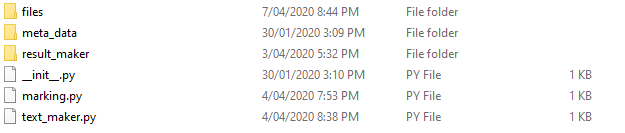 files 7/04/2020 8:44 PM File folder
meta_data 30/01/2020 3:09 PM File folder
result_maker 3/04/2020 5:32 PM File folder
__init__.py 30/01/2020 3:10 PM PY File 1 KB
marking.py 4/04/2020 7:53 PM PY File 1 KB
text_maker.py 4/04/2020 8:38 PM PY File 1 KB